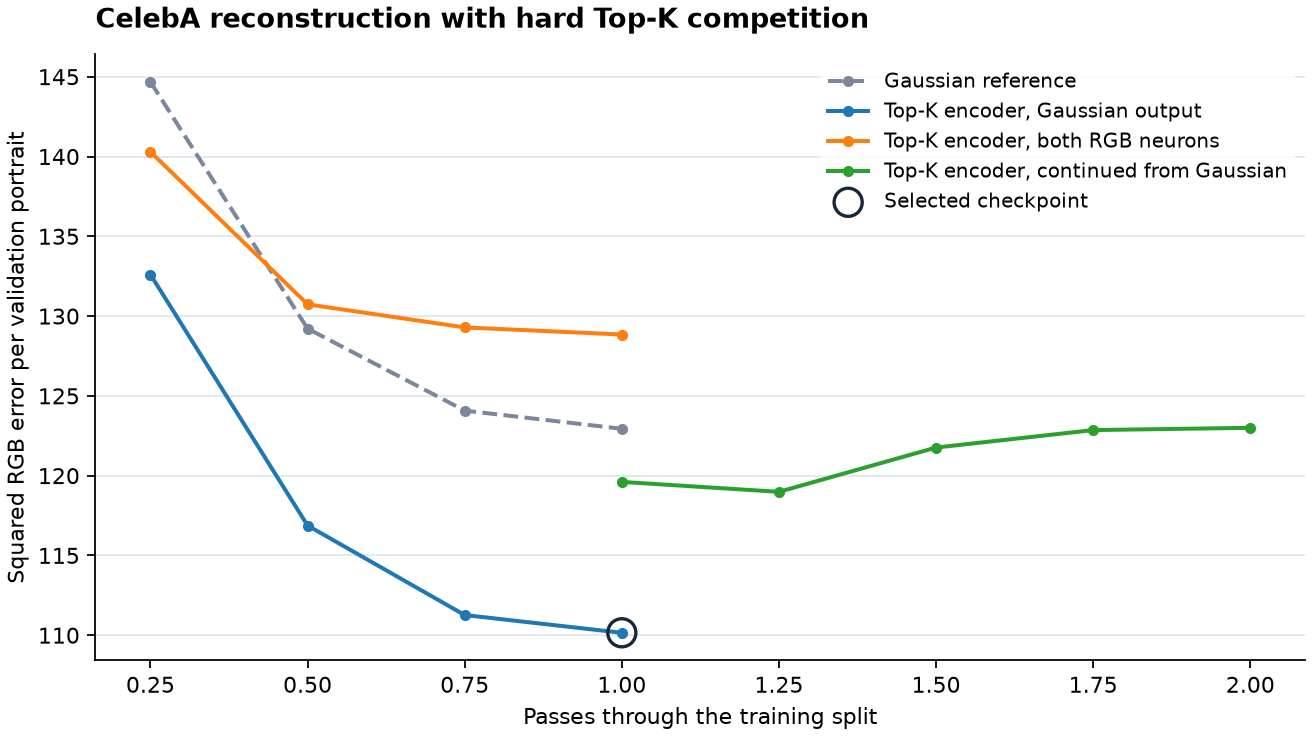 CelebA reconstruction with hard Top-K competition
Squared RGB error per validation portrait
145
140
135
130
125
120
115
110
Gaussian reference
Top-K encoder, Gaussian output
Top-K encoder, both RGB neurons
Top-K encoder, continued from Gaussian
Selected checkpoint
0.25 0.50 0.75 1.00 1.25 1.50 1.75 2.00
Passes through the training split